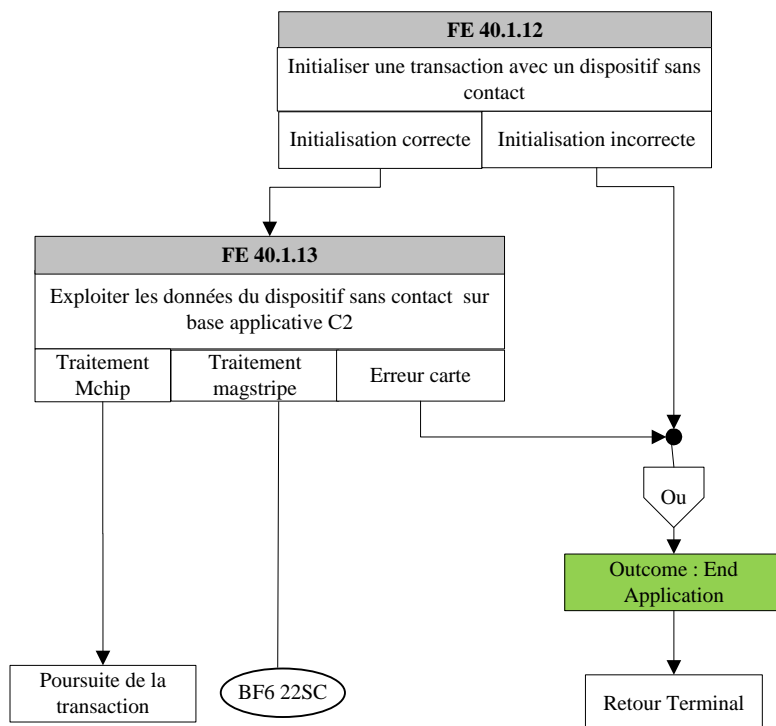 FE 40.1.12
Initialiser une transaction avec un dispositif sans
contact
Initialisation correcte
Initialisation incorrecte
FE 40.1.13
Exploiter les données du dispositif sans contact sur
base applicative C2
Traitement
Mchip
Traitement
magstripe
Erreur carte
Ou
Outcome : End
Application
Poursuite de la
transaction
BF6 22SC
Retour Terminal